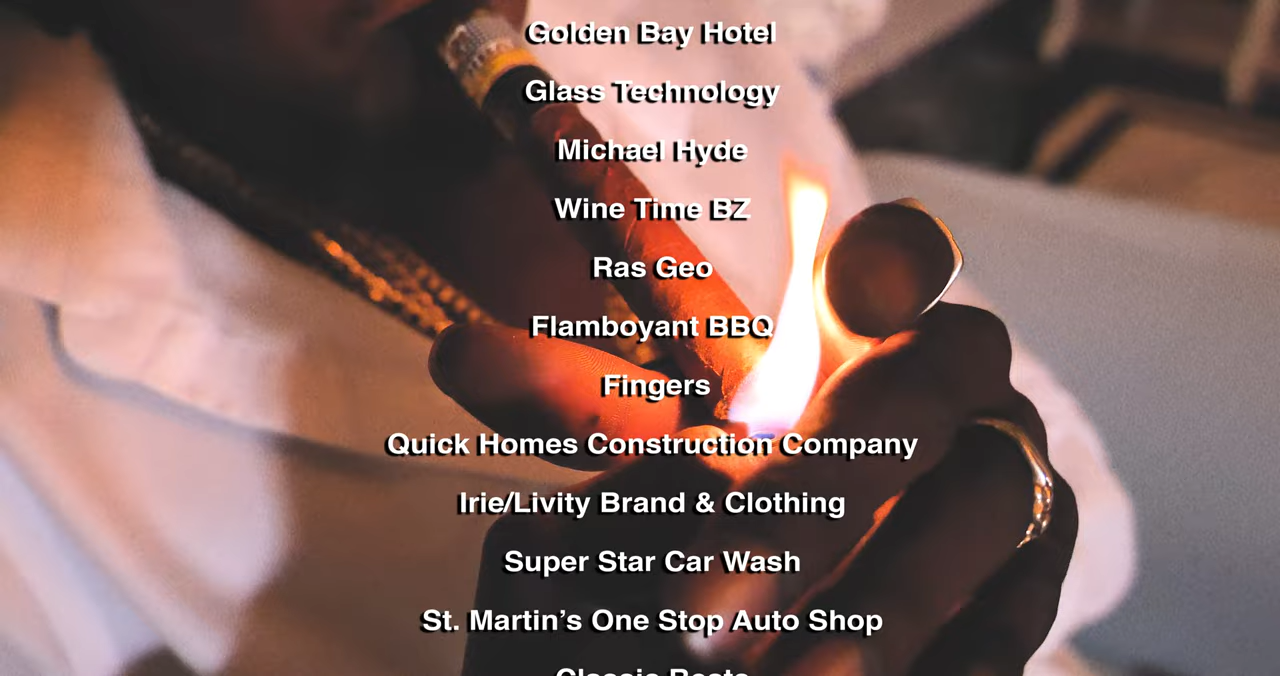 Golden Bay Hotel
Glass Technology
Michael Hyde
Wine Time BZ
Ras Geo
Flamboyant BBQ
Fingers
Quick Homes Construction Company
Irie/Livity Brand & Clothing
Super Star Car Wash
St. Martin’s One Stop Auto Shop
Classic